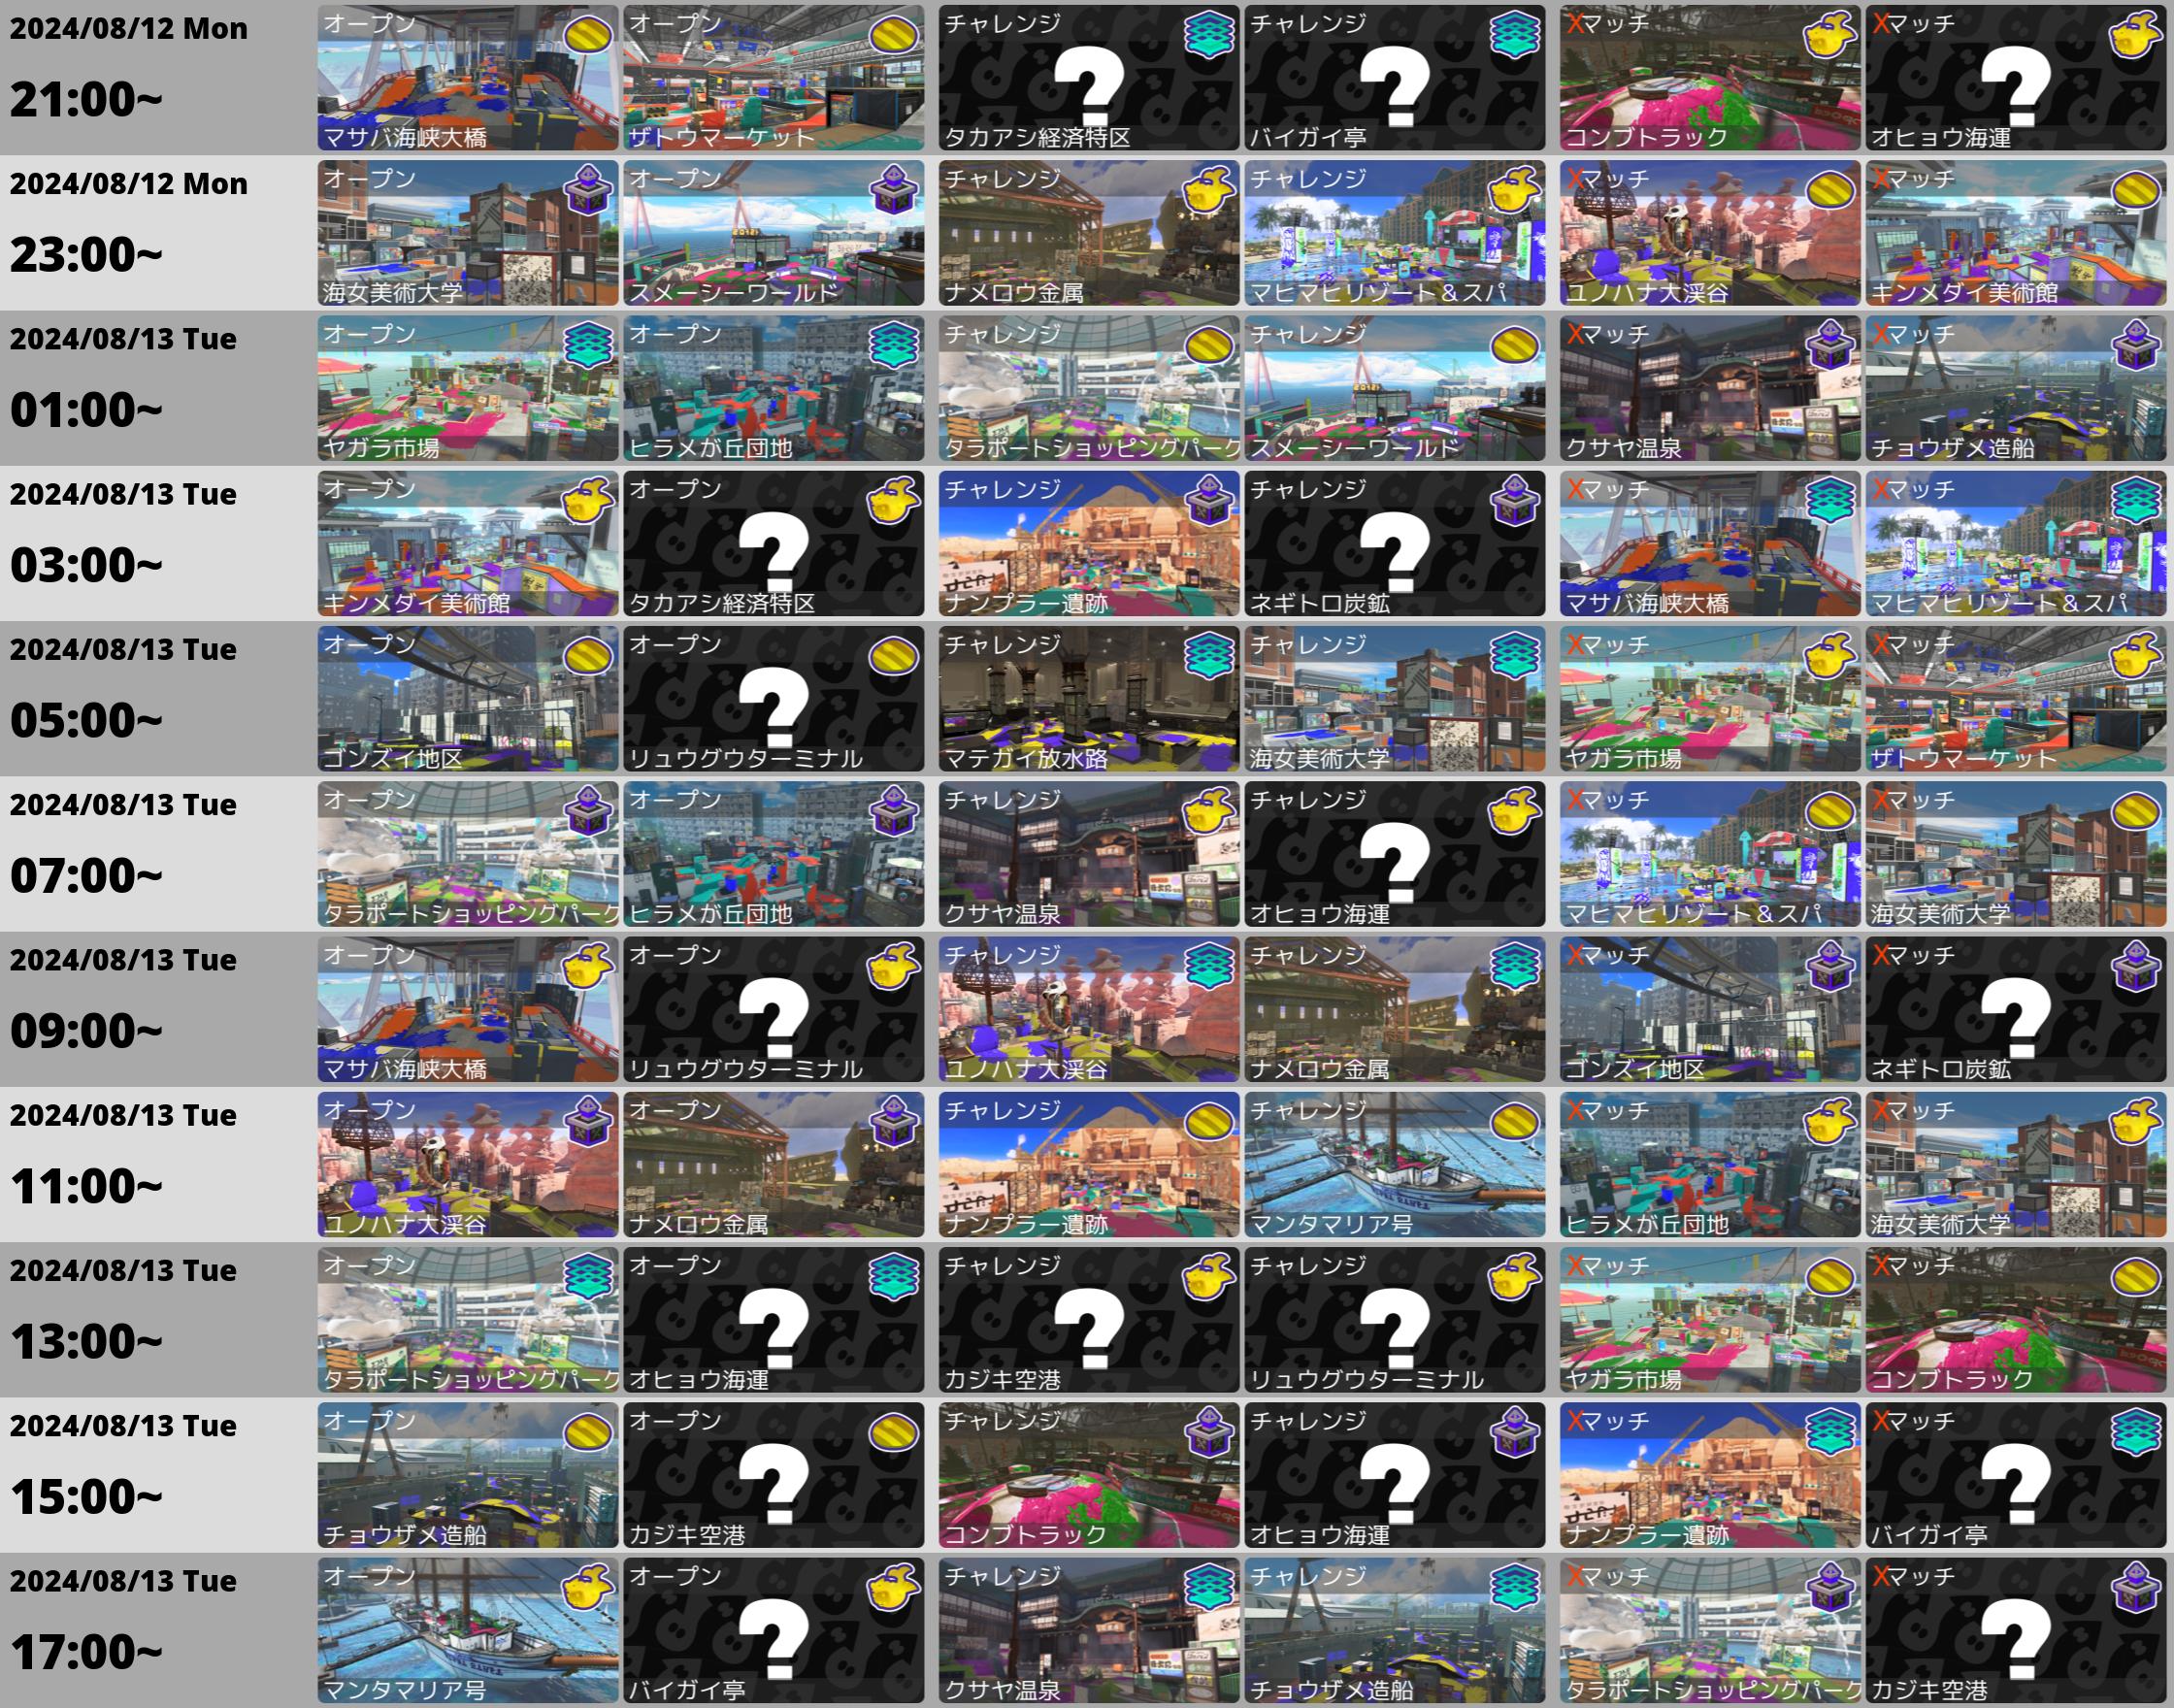 2024/08/12 Mon
21:00~
オープン
マサバ海峡大橋
オープン
ザトウマーケット
チャレンジ
タカアシ経済特区
チャレンジ
バイガイ亭
Xマッチ
コンブトラック
Xマッチ
オヒョウ海運
2024/08/12 Mon
23:00~
オープン
海女美術大学
オープン
スメーシーワールド
チャレンジ
ナメロウ金属
チャレンジ
マヒマヒリゾート＆スパ
Xマッチ
ユノハナ大渓谷
Xマッチ
キンメダイ美術館
2024/08/13 Tue
01:00~
オープン
ヤガラ市場
オープン
ヒラメが丘団地
チャレンジ
タラポートショッピングパーク
チャレンジ
スメーシーワールド
Xマッチ
クサヤ温泉
Xマッチ
チョウザメ造船
2024/08/13 Tue
03:00~
オープン
キンメダイ美術館
オープン
タカアシ経済特区
チャレンジ
ナンプラー遺跡
チャレンジ
ネギトロ炭鉱
Xマッチ
マサバ海峡大橋
Xマッチ
マヒマヒリゾート＆スパ
2024/08/13 Tue
05:00~
オープン
ゴンズイ地区
オープン
リュウグウターミナル
チャレンジ
マテガイ放水路
チャレンジ
海女美術大学
Xマッチ
ヤガラ市場
Xマッチ
ザトウマーケット
2024/08/13 Tue
07:00~
オープン
タラポートショッピングパーク
オープン
ヒラメが丘団地
チャレンジ
クサヤ温泉
チャレンジ
オヒョウ海運
Xマッチ
マヒマヒリゾート＆スパ
Xマッチ
海女美術大学
2024/08/13 Tue
09:00~
オープン
マサバ海峡大橋
オープン
リュウグウターミナル
チャレンジ
ユノハナ大渓谷
チャレンジ
ナメロウ金属
Xマッチ
ゴンズイ地区
Xマッチ
ネギトロ炭鉱
2024/08/13 Tue
11:00~
オープン
ユノハナ大渓谷
オープン
ナメロウ金属
チャレンジ
ナンプラー遺跡
チャレンジ
マンタマリア号
Xマッチ
ヒラメが丘団地
Xマッチ
海女美術大学
2024/08/13 Tue
13:00~
オープン
タラポートショッピングパーク
オープン
オヒョウ海運
チャレンジ
カジキ空港
チャレンジ
リュウグウターミナル
Xマッチ
ヤガラ市場
Xマッチ
コンブトラック
2024/08/13 Tue
15:00~
オープン
チョウザメ造船
オープン
カジキ空港
チャレンジ
コンブトラック
チャレンジ
オヒョウ海運
Xマッチ
ナンプラー遺跡
Xマッチ
バイガイ亭
2024/08/13 Tue
17:00~
オープン
マンタマリア号
オープン
バイガイ亭
チャレンジ
クサヤ温泉
チャレンジ
チョウザメ造船
Xマッチ
タラポートショッピングパーク
Xマッチ
カジキ空港